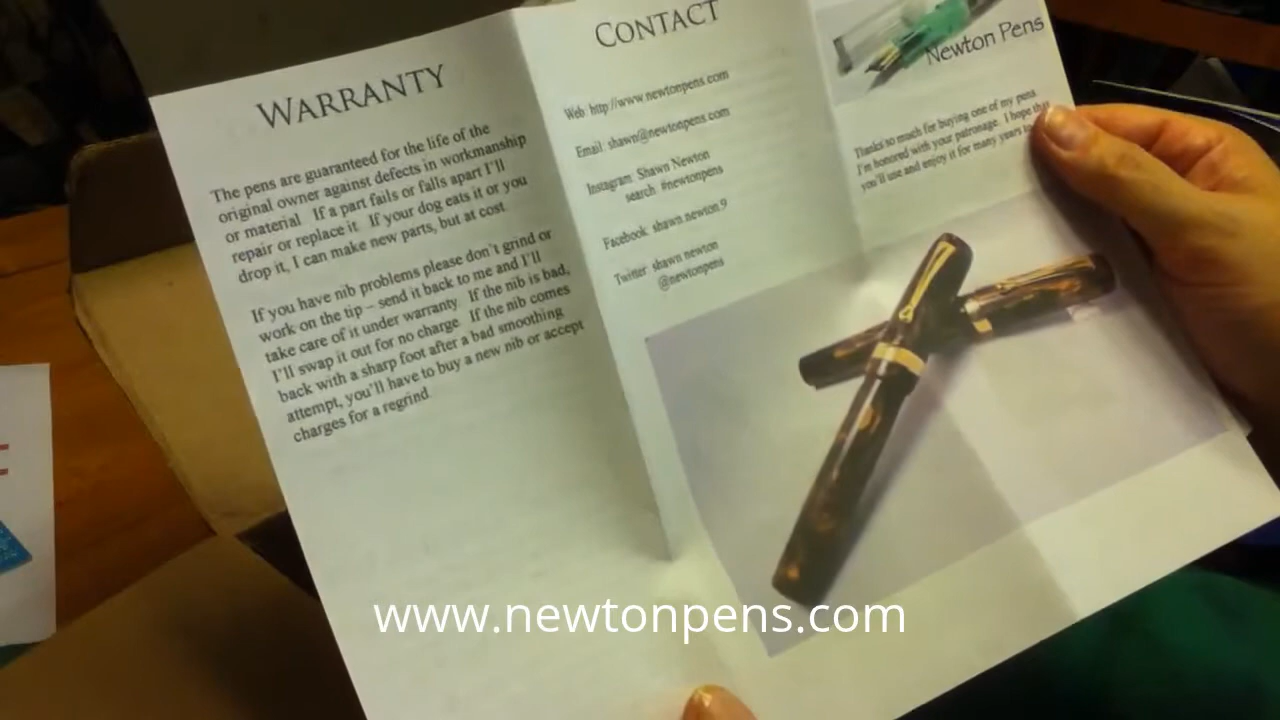 WARRANTY
The pens are guaranteed for the life of the
original owner against defects in workmanship
or material. If a part fails or falls apart I'll
repair or replace it. If your dog eats it or you
drop it, I can make new parts, but at cost.
If you have nib problems please don't grind or
work on the tip – send it back to me and I'll
take care of it under warranty. If the nib is bad,
I'll swap it out for no charge. If the nib comes
back with a sharp foot after a bad smoothing
attempt, you'll have to buy a new nib or accept
charges for a regrind.
CONTACT
Web: http://www.newtonpens.com
Email: shawn@newtonpens.com
Instagram: Shawn Newton
search #newtonpens
Facebook: shawn.newton.9
Twitter: shawn newton
@newtonpens
Newton Pens
Thanks so much for buying one of my pens.
I'm honored with your patronage. I hope that
you'll use and enjoy it for many years to
www.newtonpens.com